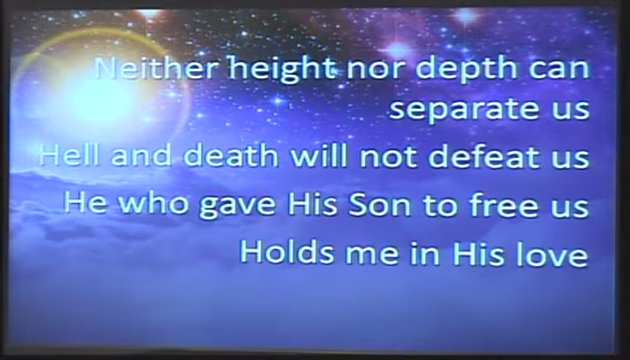 Neither height nor depth can
separate us
Hell and death will not defeat us
He who gave His Son to free us
Holds me in His love